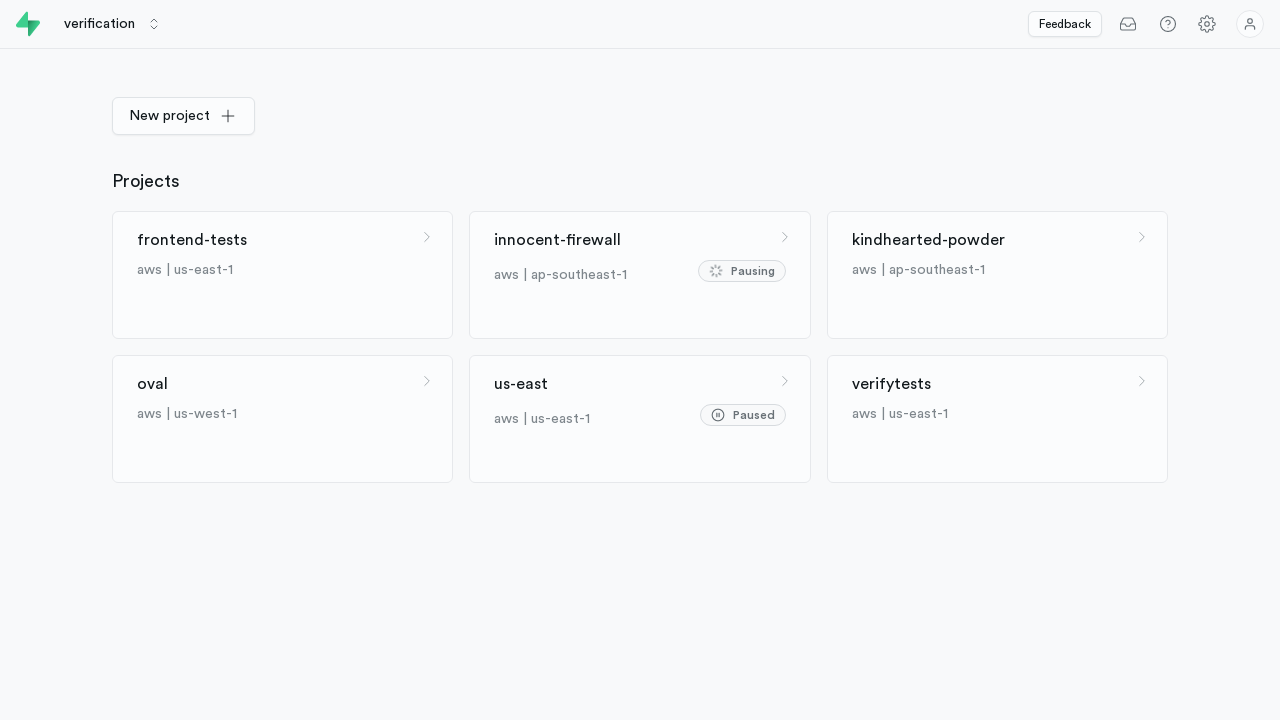 verification
Feedback
New project
Projects
frontend-tests
aws | us-east-1
innocent-firewall
aws | ap-southeast-1
Pausing
kindhearted-powder
aws | ap-southeast-1
oval
aws | us-west-1
us-east
aws | us-east-1
Paused
verifytests
aws | us-east-1